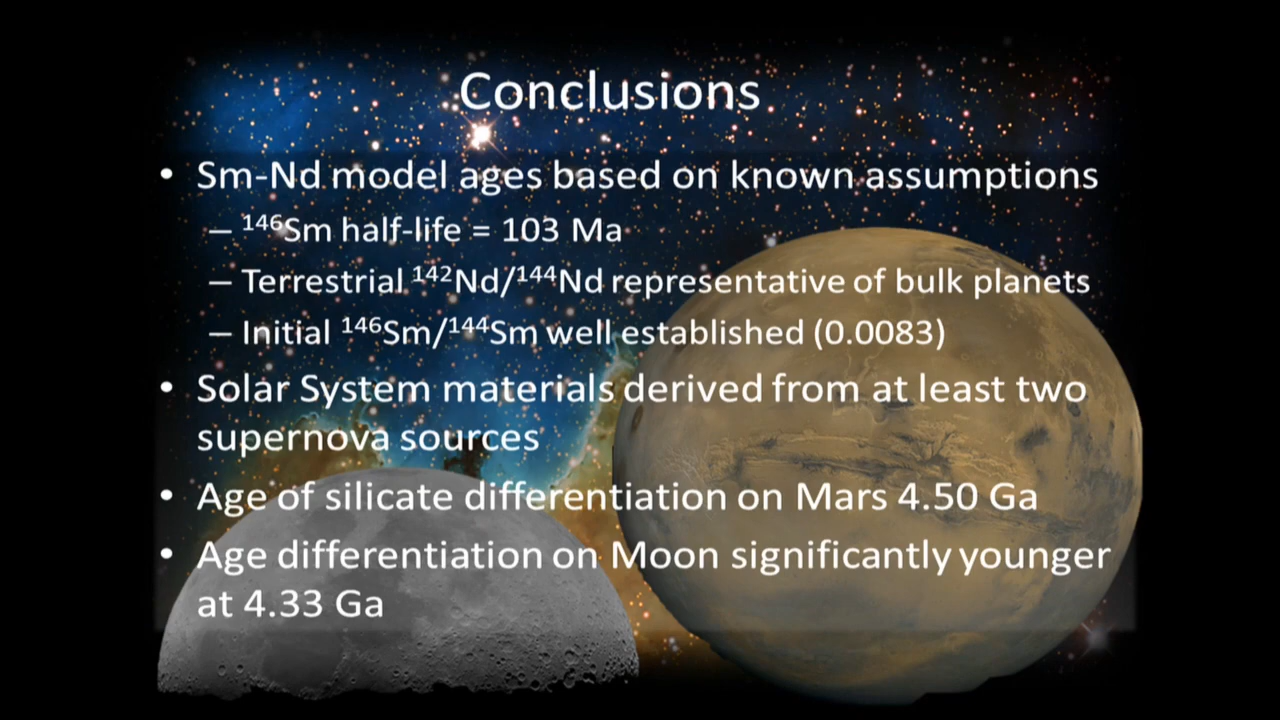 Conclusions
• Sm-Nd model ages based on known assumptions
– ¹⁴⁶Sm half-life = 103 Ma
– Terrestrial ¹⁴²Nd/¹⁴⁴Nd representative of bulk planets
– Initial ¹⁴⁶Sm/¹⁴⁴Sm well established (0.0083)
• Solar System materials derived from at least two
supernova sources
• Age of silicate differentiation on Mars 4.50 Ga
• Age differentiation on Moon significantly younger
at 4.33 Ga